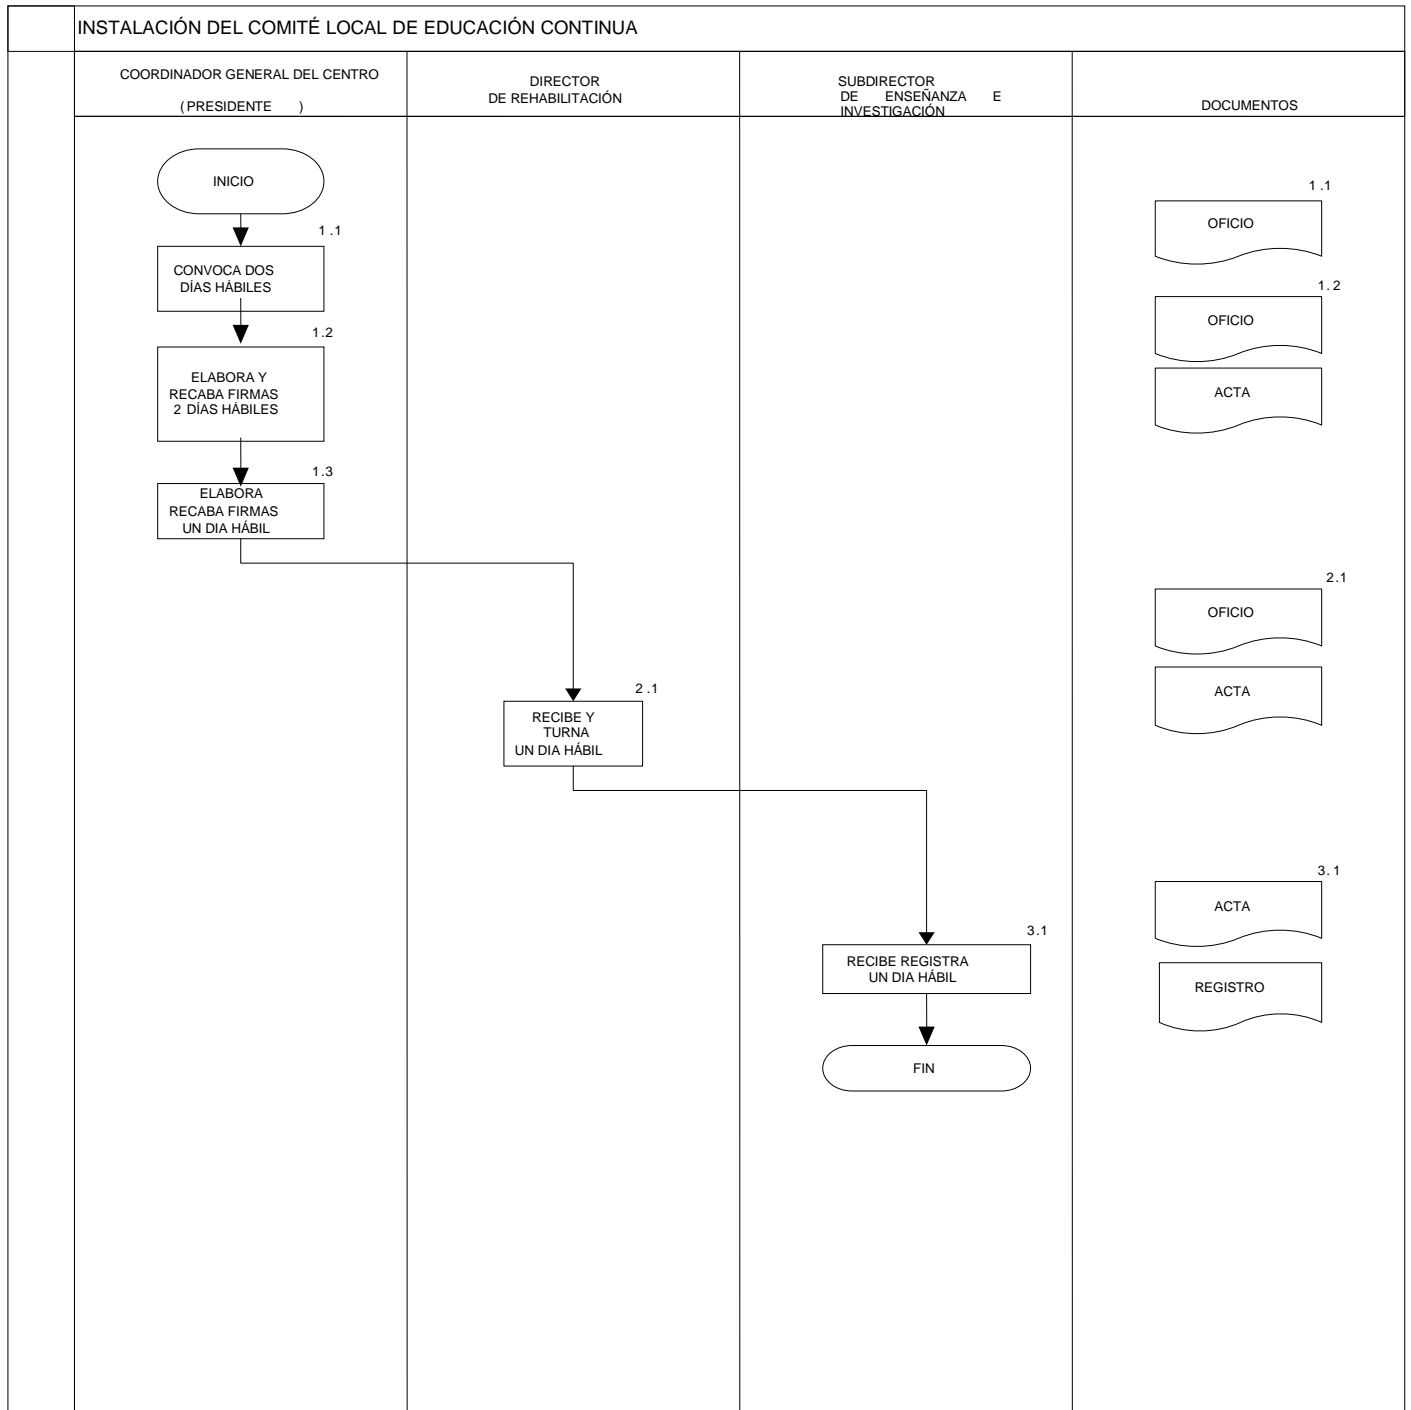 INSTALACIÓN DEL COMITÉ LOCAL DE EDUCACIÓN CONTINUA
COORDINADOR GENERAL DEL CENTRO
(PRESIDENTE )
DIRECTOR
DE REHABILITACIÓN
SUBDIRECTOR
DE ENSEÑANZA E
INVESTIGACIÓN
DOCUMENTOS
INICIO
1.1
CONVOCA DOS
DÍAS HÁBILES
1.2
ELABORA Y
RECABA FIRMAS
2 DÍAS HÁBILES
1.3
ELABORA
RECABA FIRMAS
UN DIA HÁBIL
2.1
RECIBE Y
TURNA
UN DIA HÁBIL
3.1
RECIBE REGISTRA
UN DIA HÁBIL
FIN
1.1
OFICIO
1.2
OFICIO
ACTA
2.1
OFICIO
ACTA
3.1
ACTA
REGISTRO